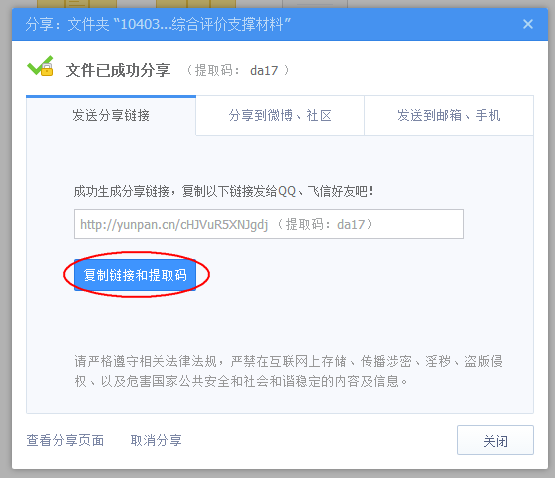 分享：文件夹 “10403...综合评价支撑材料”
文件已成功分享 （提取码： da17 ）
发送分享链接
分享到微博、社区
发送到邮箱、手机
成功生成分享链接，复制以下链接发给QQ、飞信好友吧！
http://yunpan.cn/cHJVuR5XNJgdj （提取码：da17）
复制链接和提取码
请严格遵守相关法律法规，严禁在互联网上存储、传播涉密、淫秽、盗版侵
权、以及危害国家公共安全和社会和谐稳定的内容及信息。
查看分享页面
取消分享
关闭